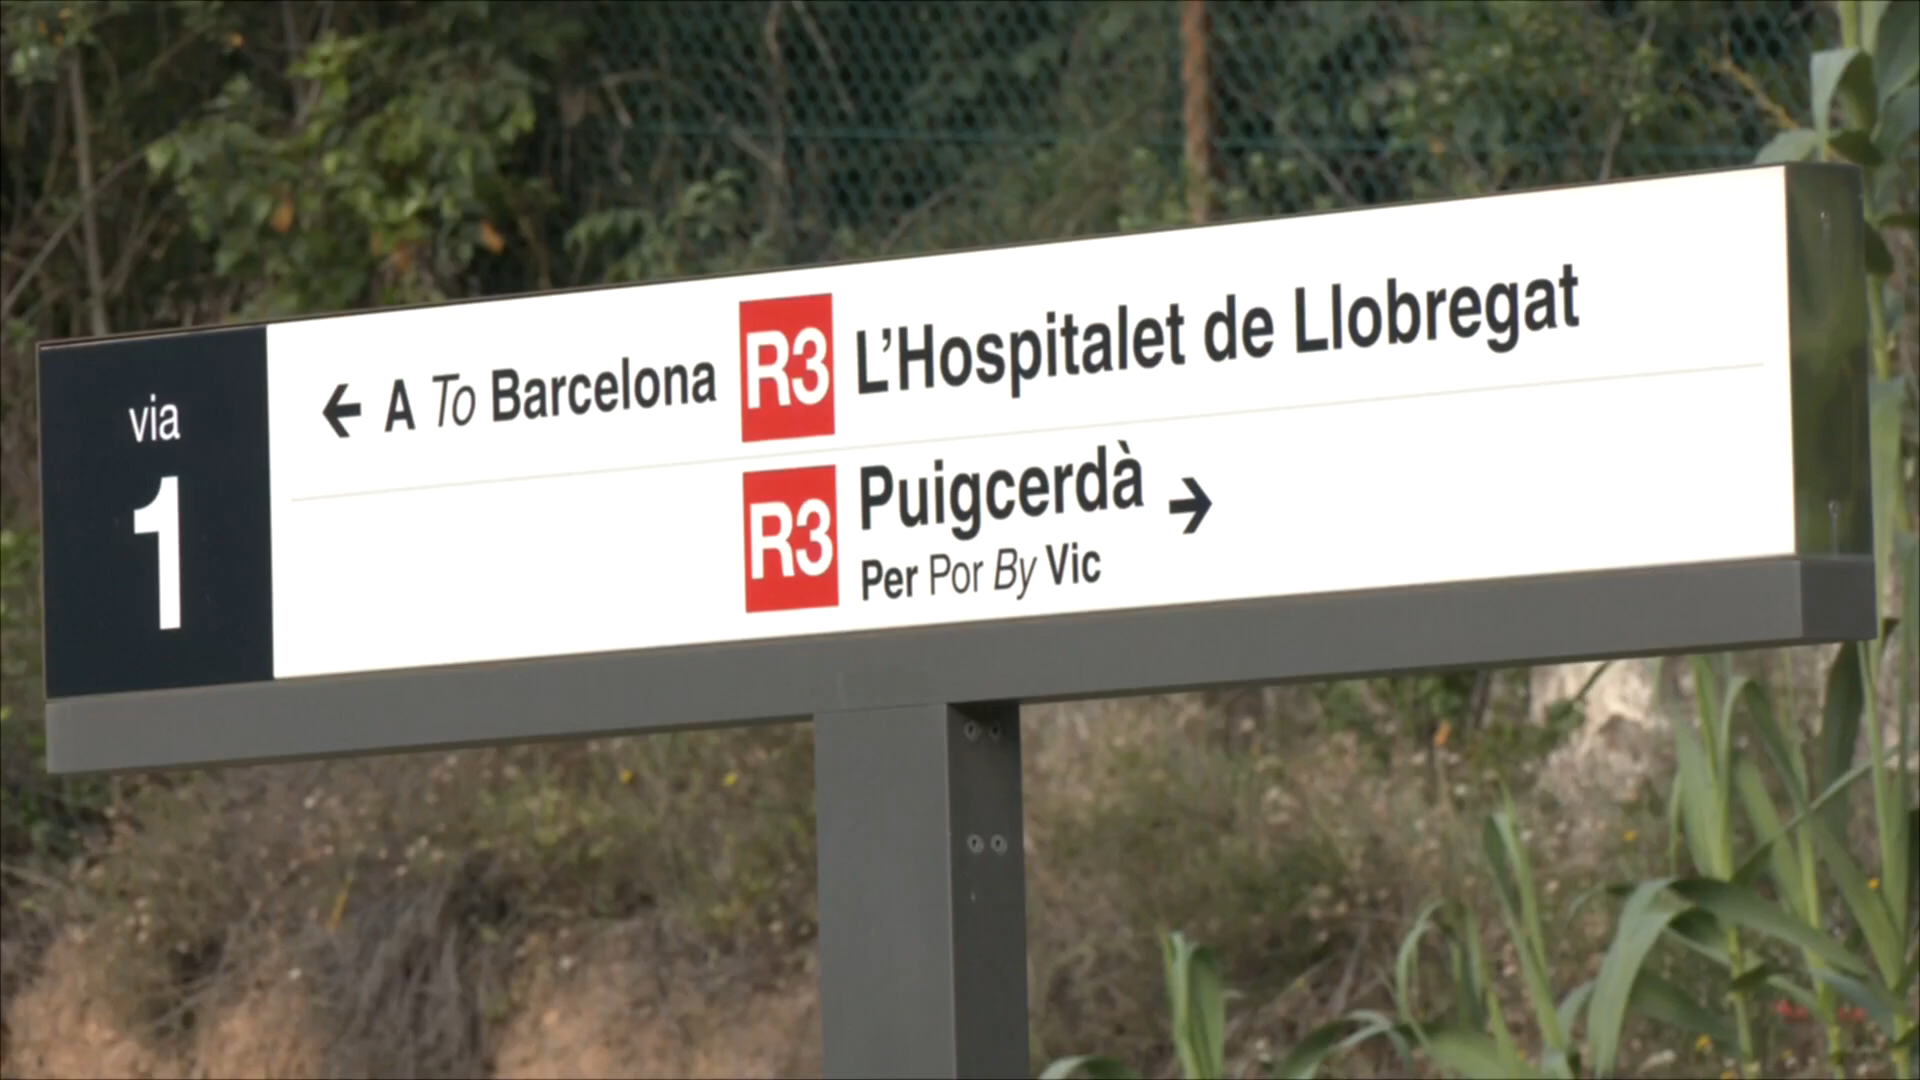 via
1
← A To Barcelona R3 L'Hospitalet de Llobregat
R3 Puigcerdà →
Per Por By Vic